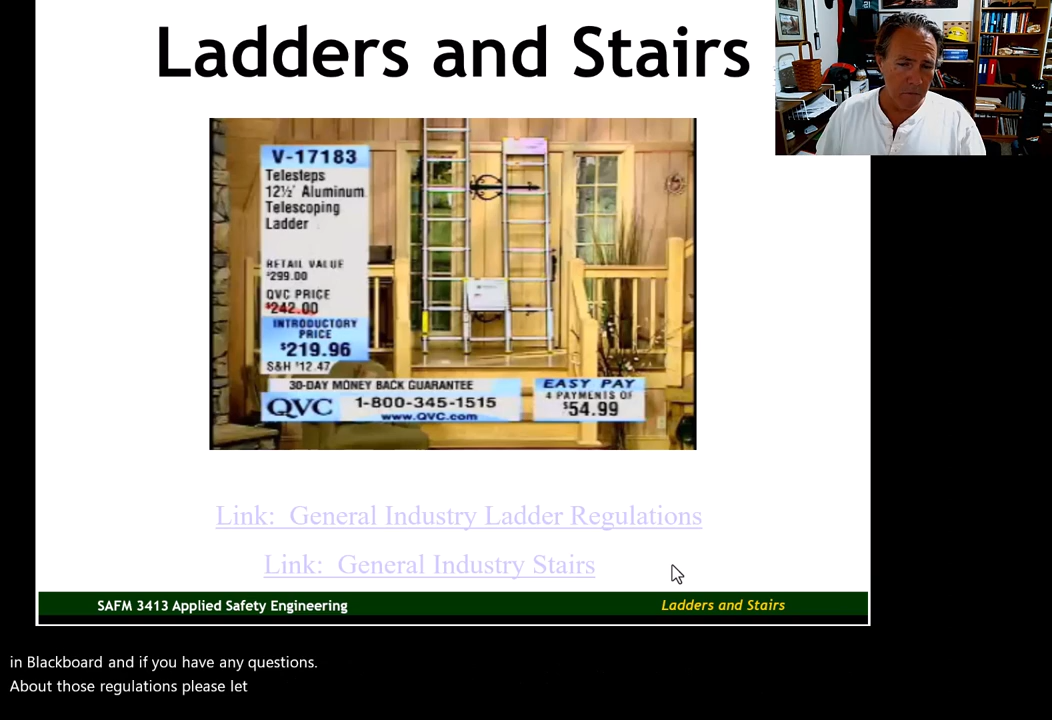 Ladders and Stairs
V-17183
Telesteps
12½' Aluminum
Telescoping
Ladder
RETAIL VALUE
$299.00
QVC PRICE
$242.00
INTRODUCTORY
PRICE
$219.96
S&H $12.47
30-DAY MONEY BACK GUARANTEE
QVC 1-800-345-1515
www.QVC.com
EASY PAY
4 PAYMENTS OF
$54.99
Link:  General Industry Ladder Regulations
Link:  General Industry Stairs
SAFM 3413 Applied Safety Engineering
Ladders and Stairs
in Blackboard and if you have any questions.
About those regulations please let